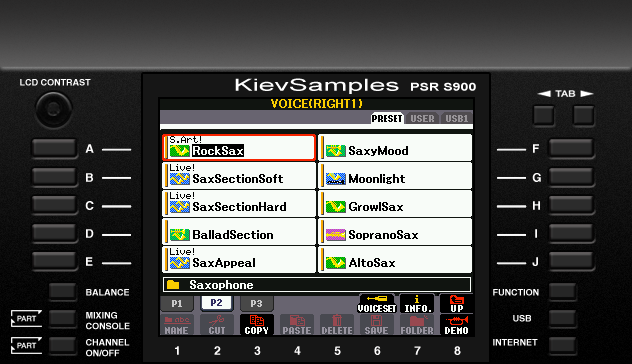 LCD CONTRAST
KievSamples PSR S900
TAB
VOICE(RIGHT1)
PRESET USER USB1
S.Art!
A RockSax SaxyMood F
Live!
B SaxSectionSoft Moonlight G
Live!
C SaxSectionHard GrowlSax H
D BalladSection SopranoSax I
Live!
E SaxAppeal AltoSax J
Saxophone
BALANCE
P1 P2 P3 VOICESET INFO. UP
FUNCTION
PART MIXING CONSOLE
NAME CUT COPY PASTE DELETE SAVE FOLDER DEMO
USB
PART CHANNEL ON/OFF
1 2 3 4 5 6 7 8
INTERNET